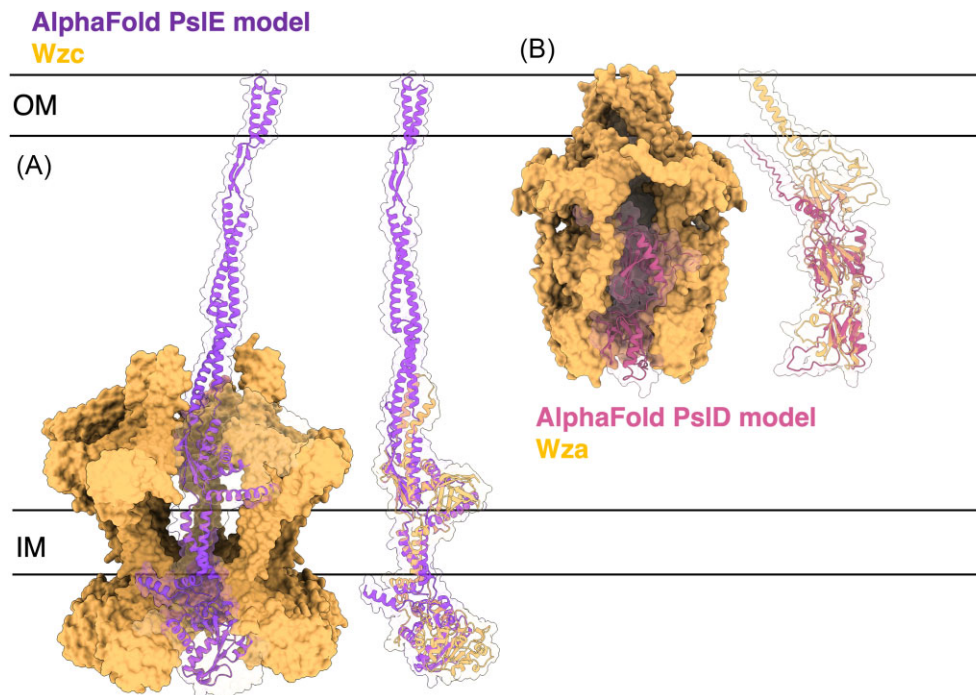 AlphaFold PslE model
Wzc
(B)
OM
(A)
AlphaFold PslD model
Wza
IM